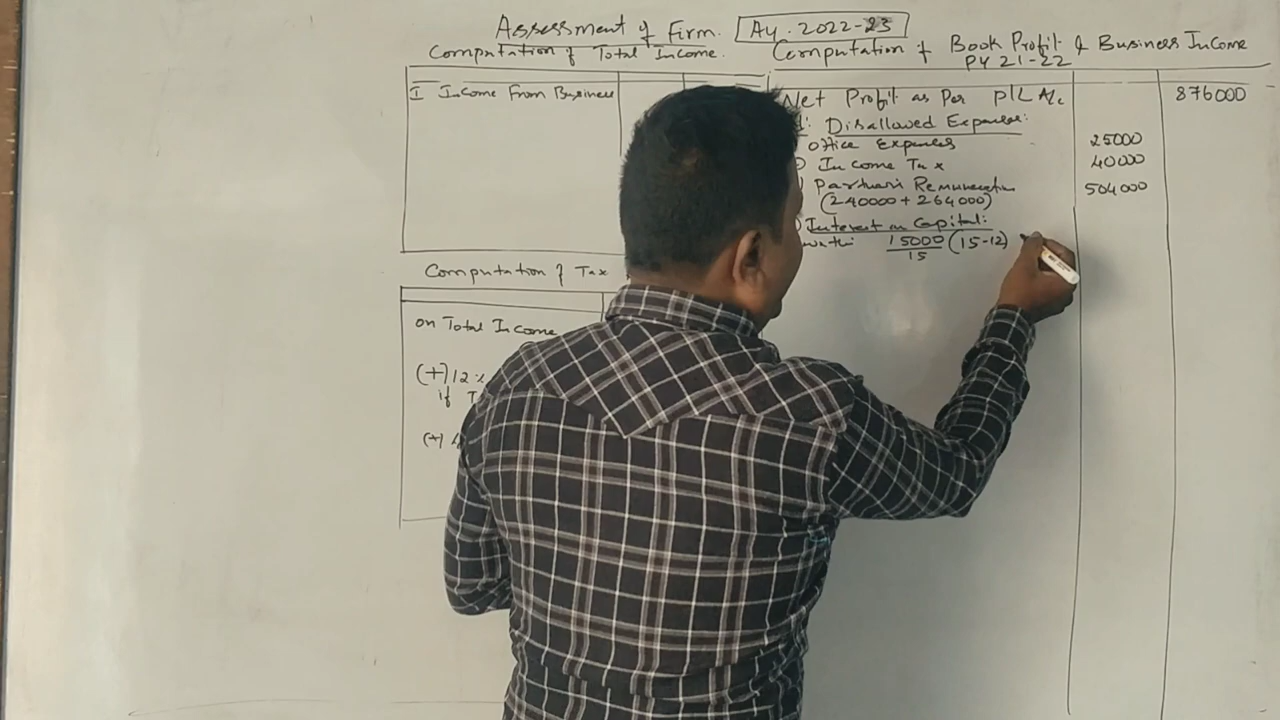 Assessment of Firm. AY. 2022-23
Computation of Total Income.
Computation of Book Profit & Business Income
PY 21-22
I Income From Business
Net Profit as Per P/L A/c 876000
Disallowed Expenses:
Office Expenses 25000
Income Tax 40000
Partner's Remuneration 504000
(240000 + 264000)
Interest on Capital:
15000/15 (15-12)
Computation of Tax
on Total Income
(+) 12%
if
(+)